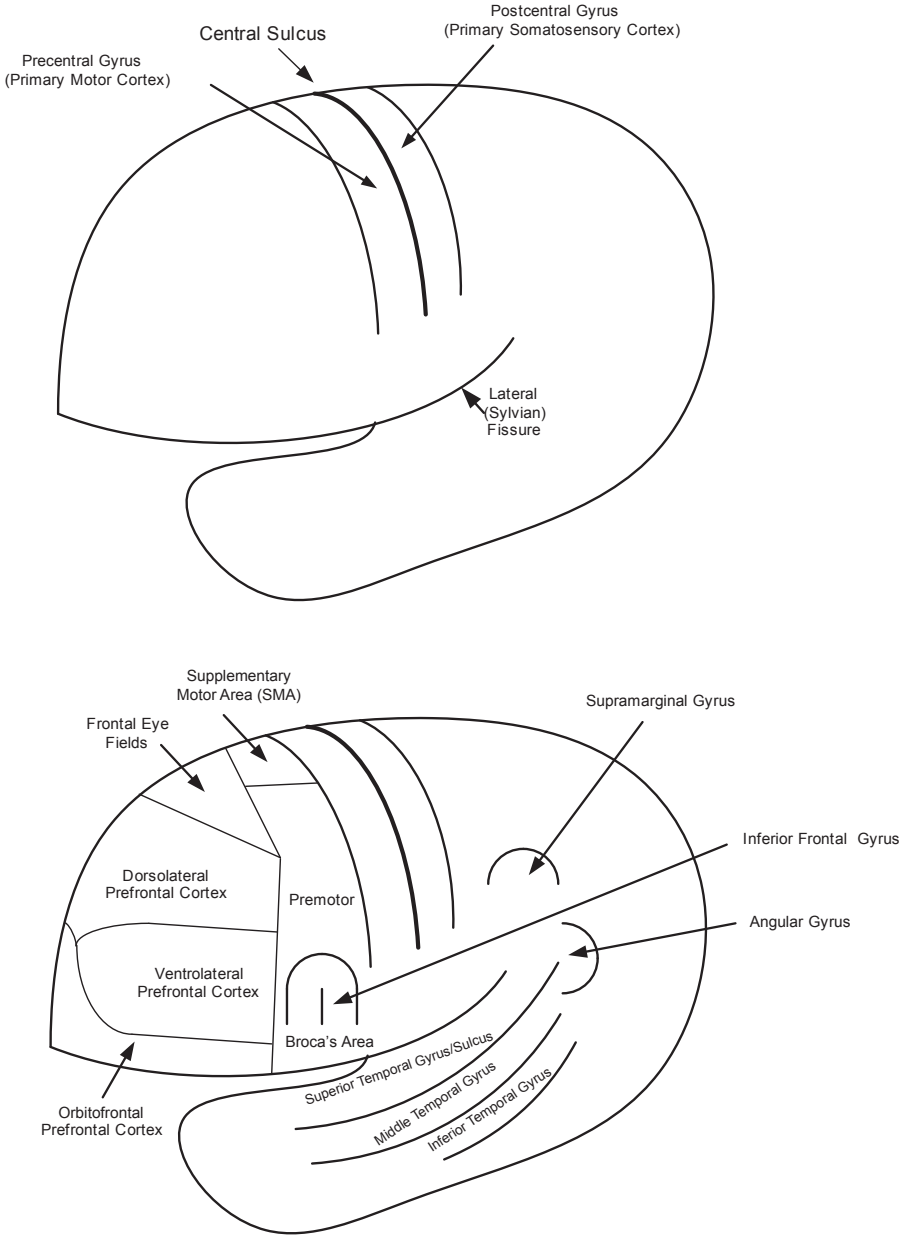 Postcentral Gyrus
(Primary Somatosensory Cortex)
Central Sulcus
Precentral Gyrus
(Primary Motor Cortex)
Lateral
(Sylvian)
Fissure
Supplementary
Motor Area (SMA)
Supramarginal Gyrus
Frontal Eye
Fields
Inferior Frontal Gyrus
Dorsolateral
Prefrontal Cortex
Premotor
Angular Gyrus
Ventrolateral
Prefrontal Cortex
Broca's Area
Superior Temporal Gyrus/Sulcus
Middle Temporal Gyrus
Inferior Temporal Gyrus
Orbitofrontal
Prefrontal Cortex